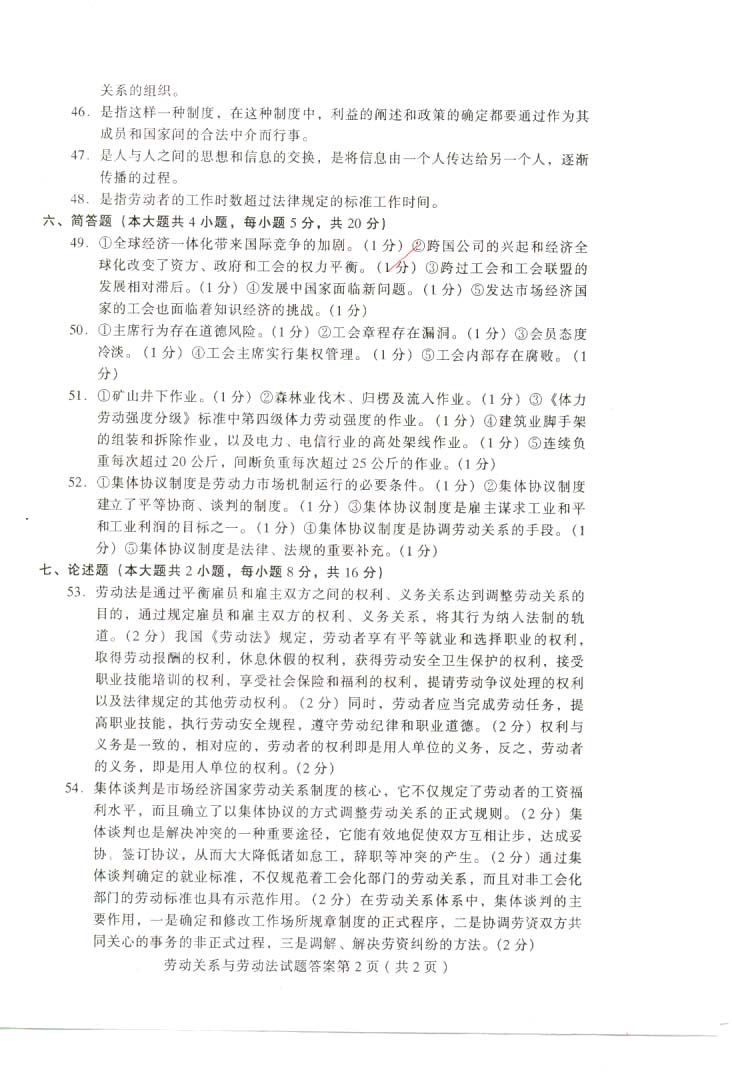 关系的组织。
46. 是指这样一种制度，在这种制度中，利益的阐述和政策的确定都要通过作为其
成员和国家间的合法中介而行事。
47. 是人与人之间的思想和信息的交换，是将信息由一个人传达给另一个人，逐渐
传播的过程。
48. 是指劳动者的工作时数超过法律规定的标准工作时间。
六、简答题（本大题共 4 小题，每小题 5 分，共 20 分）
49. ①全球经济一体化带来国际竞争的加剧。（1 分）②跨国公司的兴起和经济全
球化改变了资方、政府和工会的权力平衡。（1 分）③跨过工会和工会联盟的
发展相对滞后。（1 分）④发展中国家面临新问题。（1 分）⑤发达市场经济国
家的工会也面临着知识经济的挑战。（1 分）
50. ①主席行为存在道德风险。（1 分）②工会章程存在漏洞。（1 分）③会员态度
冷淡。（1 分）④工会主席实行集权管理。（1 分）⑤工会内部存在腐败。（1
分）
51. ①矿山井下作业。（1 分）②森林业伐木、归楞及流入作业。（1 分）③《体力
劳动强度分级》标准中第四级体力劳动强度的作业。（1 分）④建筑业脚手架
的组装和拆除作业，以及电力、电信行业的高处架线作业。（1 分）⑤连续负
重每次超过 20 公斤，间断负重每次超过 25 公斤的作业。（1 分）
52. ①集体协议制度是劳动力市场机制运行的必要条件。（1 分）②集体协议制度
建立了平等协商、谈判的制度。（1 分）③集体协议制度是雇主谋求工业和平
和工业利润的目标之一。（1 分）④集体协议制度是协调劳动关系的手段。（1
分）⑤集体协议制度是法律、法规的重要补充。（1 分）
七、论述题（本大题共 2 小题，每小题 8 分，共 16 分）
53. 劳动法是通过平衡雇员和雇主双方之间的权利、义务关系达到调整劳动关系的
目的，通过规定雇员和雇主双方的权利、义务关系，将其行为纳入法制的轨
道。（2 分）我国《劳动法》规定，劳动者享有平等就业和选择职业的权利，
取得劳动报酬的权利，休息休假的权利，获得劳动安全卫生保护的权利，接受
职业技能培训的权利，享受社会保险和福利的权利，提请劳动争议处理的权利
以及法律规定的其他劳动权利。（2 分）同时，劳动者应当完成劳动任务，提
高职业技能，执行劳动安全规程，遵守劳动纪律和职业道德。（2 分）权利与
义务是一致的，相对应的，劳动者的权利即是用人单位的义务，反之，劳动者
的义务，即是用人单位的权利。（2 分）
54. 集体谈判是市场经济国家劳动关系制度的核心，它不仅规定了劳动者的工资福
利水平，而且确立了以集体协议的方式调整劳动关系的正式规则。（2 分）集
体谈判也是解决冲突的一种重要途径，它能有效地促使双方互相让步，达成妥
协、签订协议，从而大大降低诸如怠工，辞职等冲突的产生。（2 分）通过集
体谈判确定的就业标准，不仅规范着工会化部门的劳动关系，而且对非工会化
部门的劳动标准也具有示范作用。（2 分）在劳动关系体系中，集体谈判的主
要作用，一是确定和修改工作场所规章制度的正式程序，二是协调劳资双方共
同关心的事务的非正式过程，三是调解、解决劳资纠纷的方法。（2 分）
劳动关系与劳动法试题答案第 2 页（共 2 页）